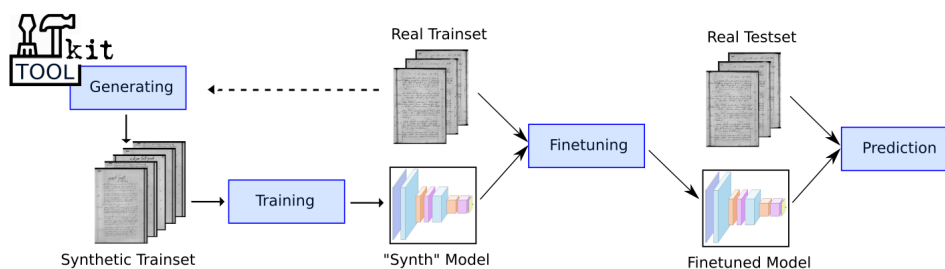 Real Trainset
Real Testset
kit
TOOL
Generating
Finetuning
Prediction
Training
Synthetic Trainset
"Synth" Model
Finetuned Model